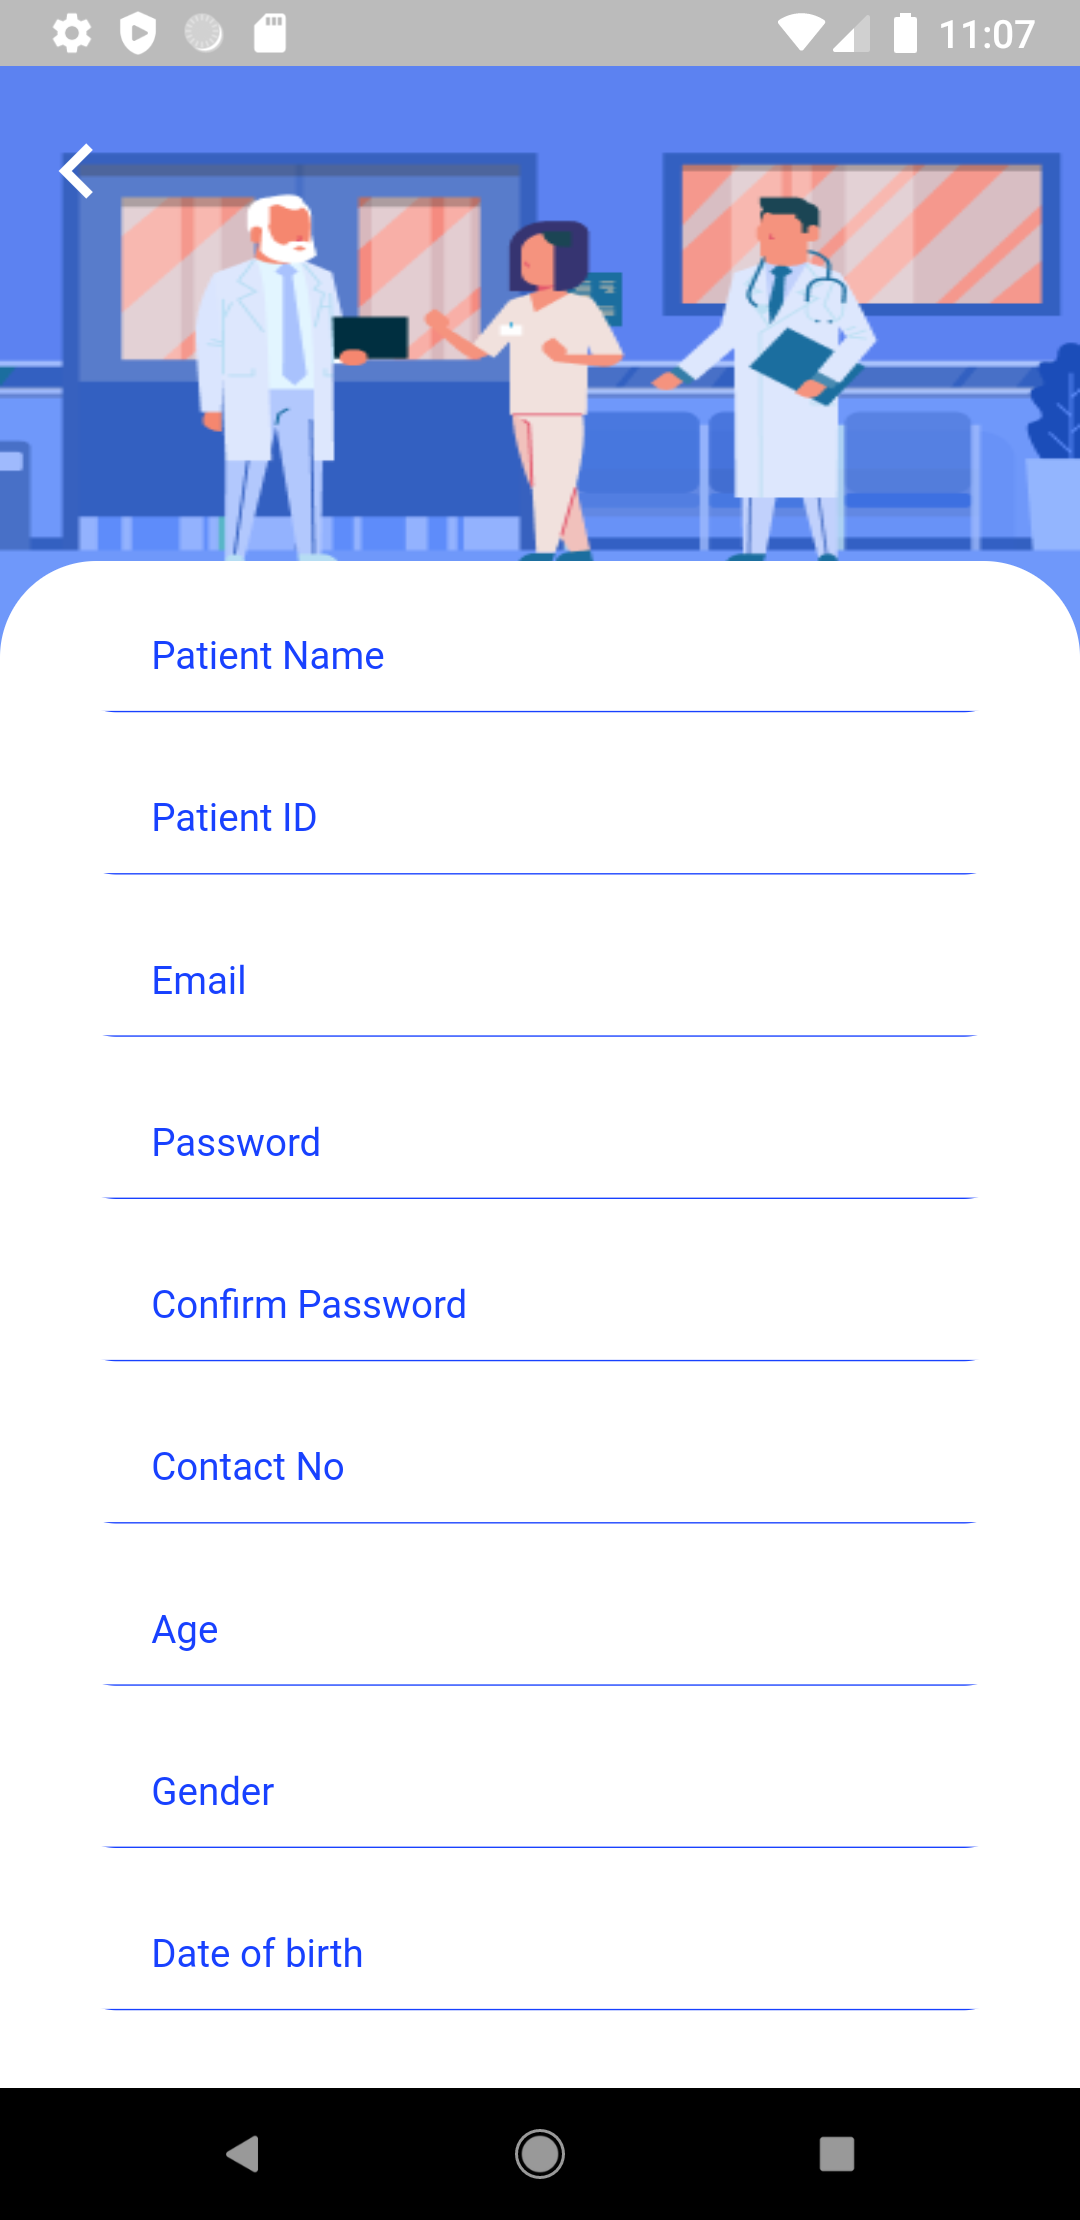 11:07
Patient Name
Patient ID
Email
Password
Confirm Password
Contact No
Age
Gender
Date of birth